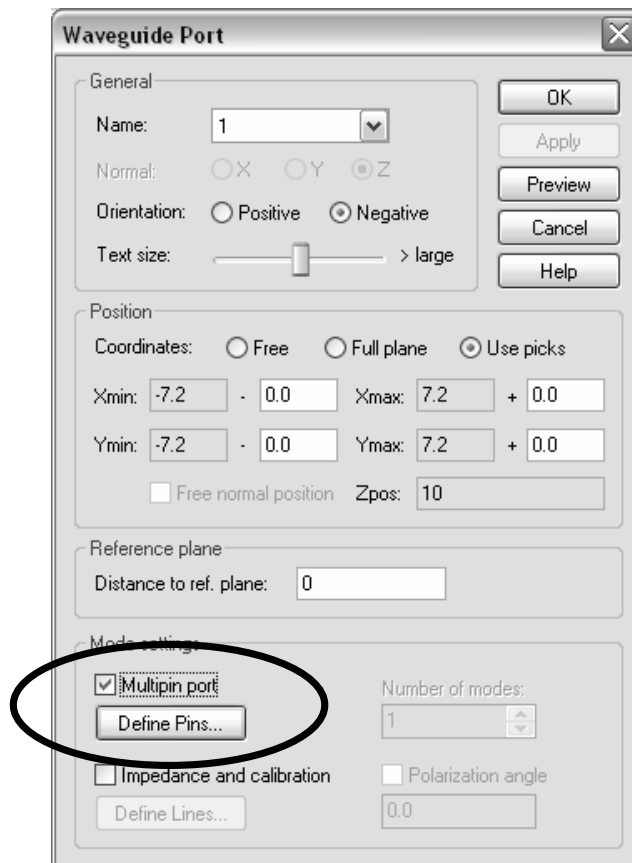 Waveguide Port
General
Name: 1
Normal: X Y Z
Orientation: Positive Negative
Text size: > large
OK
Apply
Preview
Cancel
Help
Position
Coordinates: Free Full plane Use picks
Xmin: -7.2 - 0.0 Xmax: 7.2 + 0.0
Ymin: -7.2 - 0.0 Ymax: 7.2 + 0.0
Free normal position Zpos: 10
Reference plane
Distance to ref. plane: 0
Mode settings
Multipin port
Define Pins...
Number of modes:
1
Impedance and calibration
Define Lines...
Polarization angle
0.0